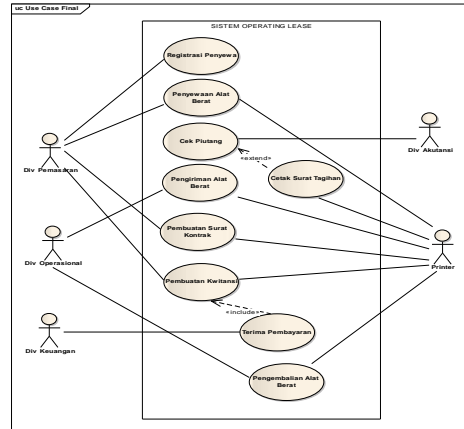 uc Use Case Final
SISTEM OPERATING LEASE
Registrasi Penyewa
Penyewaan Alat
Berat
Cek Piutang
Div Akutansi
«extend»
Div Pemasaran
Cetak Surat Tagihan
Pengiriman Alat
Berat
Pembuatan Surat
Kontrak
Div Operasional
Printer
Pembuatan Kwitansi
«include»
Terima Pembayaran
Div Keuangan
Pengembalian Alat
Berat